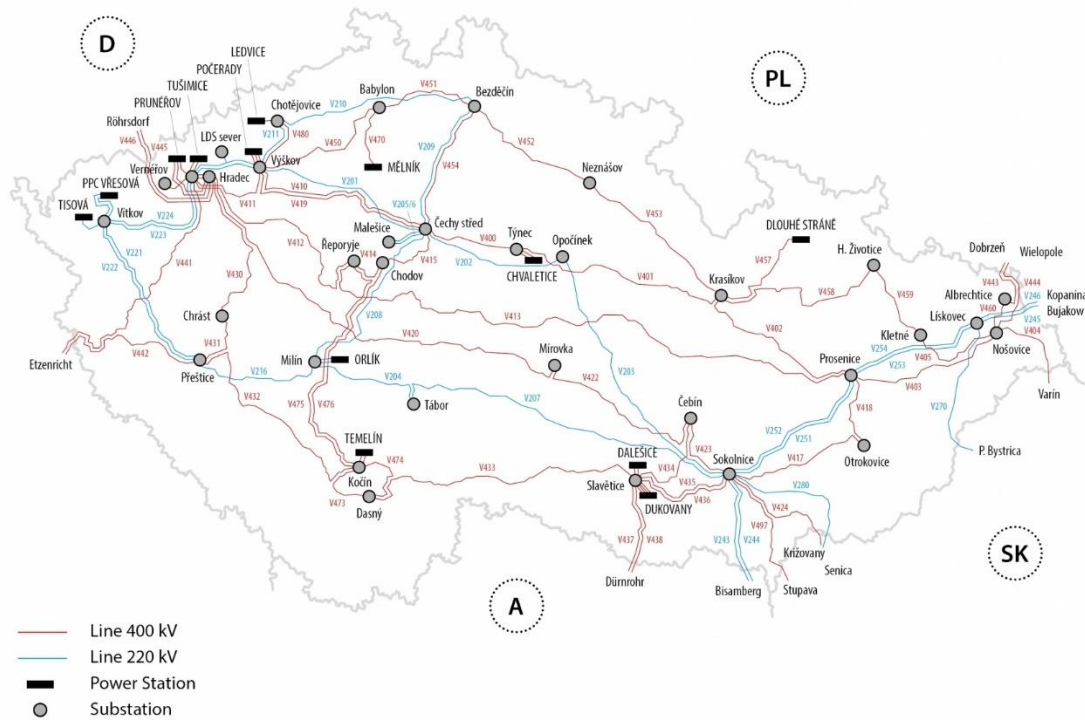 D
PL
SK
A
LEDVICE
POČERADY
TUŠIMICE
PRUNÉŘOV
Röhrsdorf
V446
V445
LDS sever
Chotějovice
V210
V211
V480
Babylon
V451
Bezděčín
V450
V470
MĚLNÍK
V209
V454
V452
Neznášov
V453
Vernéřov
Hradec
Výškov
V411
V410
V419
V201
V205/6
Čechy střed
Malešice
PPC VŘESOVÁ
TISOVÁ
Vítkov
V224
V223
V221
V222
V441
V430
V412
Řeporyje
V414
V415
Chodov
V400
V202
Týnec
CHVALETICE
Opočínek
V401
Krasíkov
DLOUHÉ STRÁNĚ
V457
V458
H. Životice
V459
Kletné
V405
V402
Dobrzeń
Wielopole
V443
V444
Albrechtice
V246
Kopanina
Bujakow
V245
V460
Lískovec
V404
Nošovice
V254
V253
V403
Varín
V270
P. Bystrica
Chrást
V431
Etzenricht
V442
Přeštice
V216
V432
V208
V420
V413
Milín
ORLÍK
V204
Tábor
V207
V475
V476
Mírovka
V422
V203
Čebín
V423
Prosenice
V418
V252
V251
V417
Otrokovice
TEMELÍN
Kočín
V474
V473
Dasný
V433
DALEŠICE
Slavětice
V434
V435
V436
DUKOVANY
Sokolnice
V280
V424
V497
V437
V438
Dürnrohr
V243
V244
Bisamberg
Križovany
Senica
Stupava
Line 400 kV
Line 220 kV
Power Station
Substation